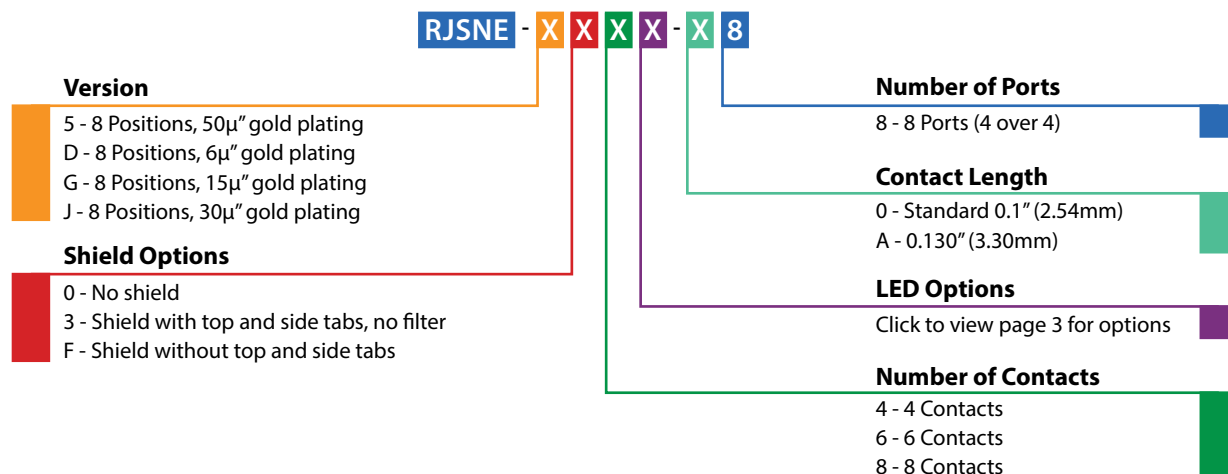 RJSNE - X X X X - X 8
Version
5 - 8 Positions, 50µ” gold plating
D - 8 Positions, 6µ” gold plating
G - 8 Positions, 15µ” gold plating
J - 8 Positions, 30µ” gold plating
Shield Options
0 - No shield
3 - Shield with top and side tabs, no filter
F - Shield without top and side tabs
Number of Ports
8 - 8 Ports (4 over 4)
Contact Length
0 - Standard 0.1” (2.54mm)
A - 0.130” (3.30mm)
LED Options
Click to view page 3 for options
Number of Contacts
4 - 4 Contacts
6 - 6 Contacts
8 - 8 Contacts